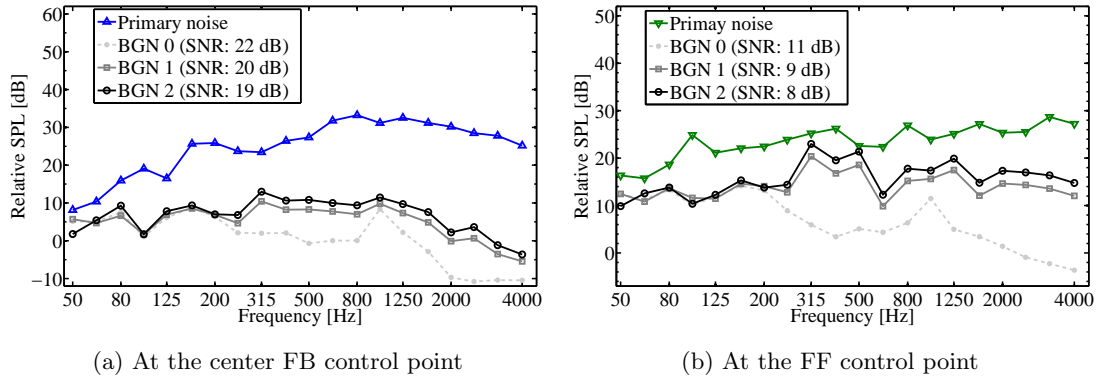 60
50
40
30
20
10
0
−10
Relative SPL [dB]
Primary noise
BGN 0 (SNR: 22 dB)
BGN 1 (SNR: 20 dB)
BGN 2 (SNR: 19 dB)
50 80 125 200 315 500 800 1250 2000 4000
Frequency [Hz]
(a) At the center FB control point
50
40
30
20
10
0
Relative SPL [dB]
Primay noise
BGN 0 (SNR: 11 dB)
BGN 1 (SNR: 9 dB)
BGN 2 (SNR: 8 dB)
50 80 125 200 315 500 800 1250 2000 4000
Frequency [Hz]
(b) At the FF control point